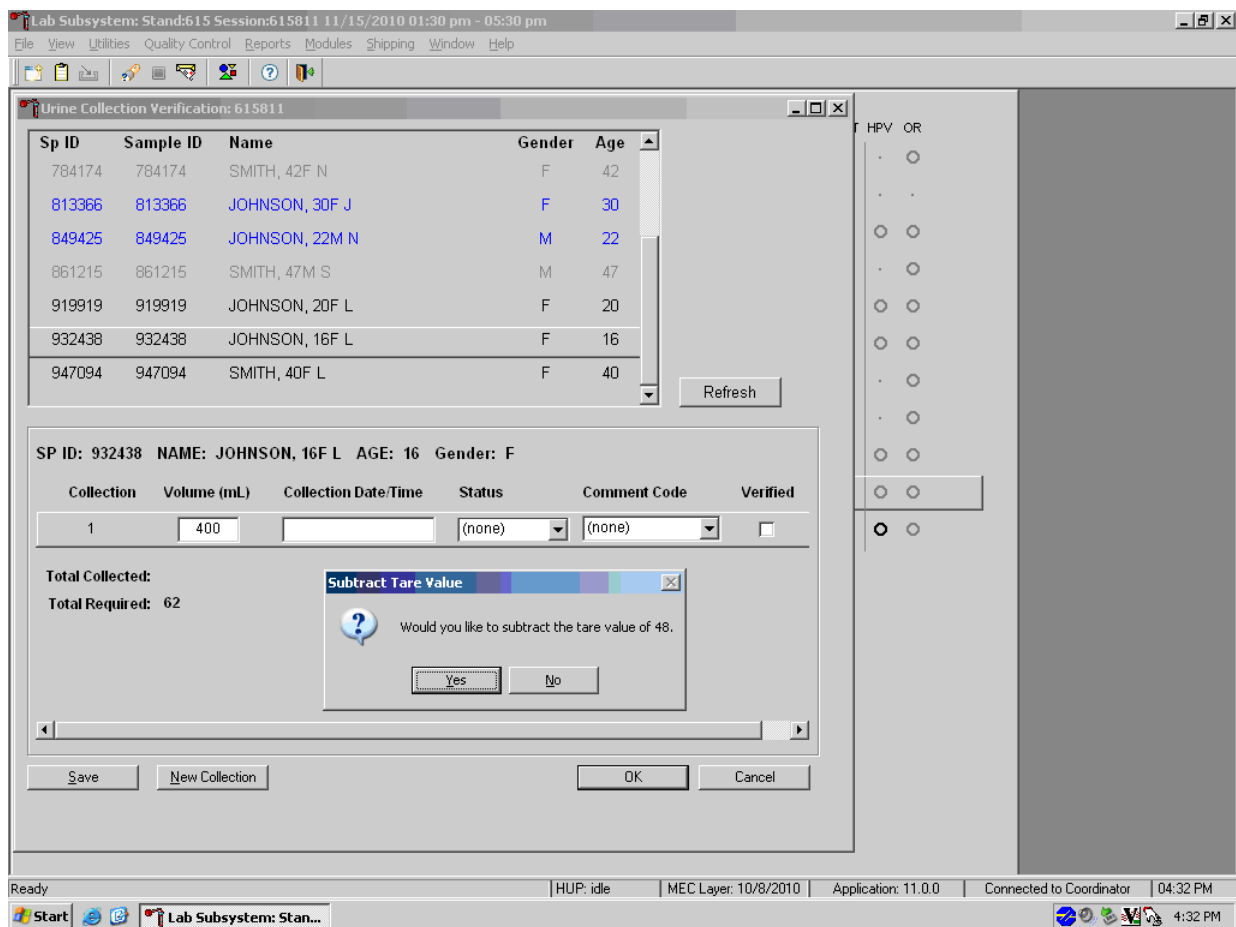 Lab Subsystem: Stand:615 Session:615811 11/15/2010 01:30 pm - 05:30 pm
File View Utilities Quality Control Reports Modules Shipping Window Help
Urine Collection Verification: 615811
T HPV OR
Sp ID Sample ID Name Gender Age
784174 784174 SMITH, 42F N F 42
813366 813366 JOHNSON, 30F J F 30
849425 849425 JOHNSON, 22M N M 22
861215 861215 SMITH, 47M S M 47
919919 919919 JOHNSON, 20F L F 20
932438 932438 JOHNSON, 16F L F 16
947094 947094 SMITH, 40F L F 40
Refresh
SP ID: 932438 NAME: JOHNSON, 16F L AGE: 16 Gender: F
Collection Volume (mL) Collection Date/Time Status Comment Code Verified
1 400 (none) (none)
Total Collected:
Total Required: 62
Subtract Tare Value
Would you like to subtract the tare value of 48.
Yes No
Save New Collection OK Cancel
Ready HUP: idle MEC Layer: 10/8/2010 Application: 11.0.0 Connected to Coordinator 04:32 PM
Start Lab Subsystem: Stan... 4:32 PM